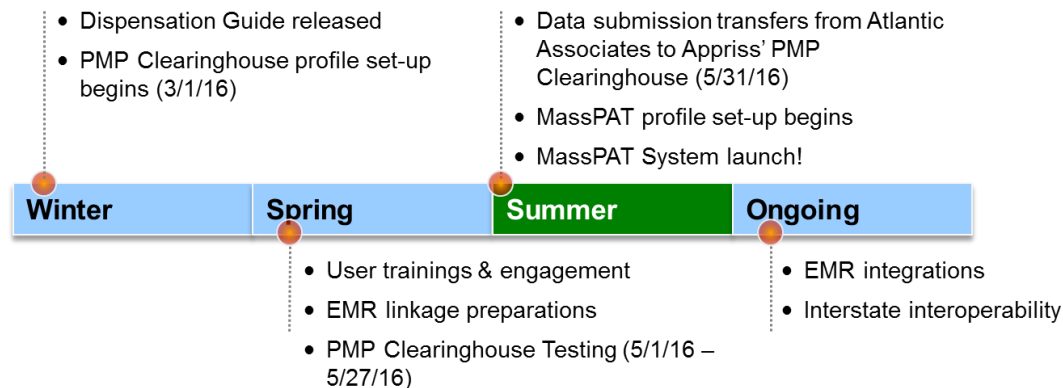 • Dispensation Guide released
• PMP Clearinghouse profile set-up
begins (3/1/16)
• Data submission transfers from Atlantic
Associates to Appriss’ PMP
Clearinghouse (5/31/16)
• MassPAT profile set-up begins
• MassPAT System launch!
Winter
Spring
Summer
Ongoing
• User trainings & engagement
• EMR linkage preparations
• PMP Clearinghouse Testing (5/1/16 –
5/27/16)
• EMR integrations
• Interstate interoperability